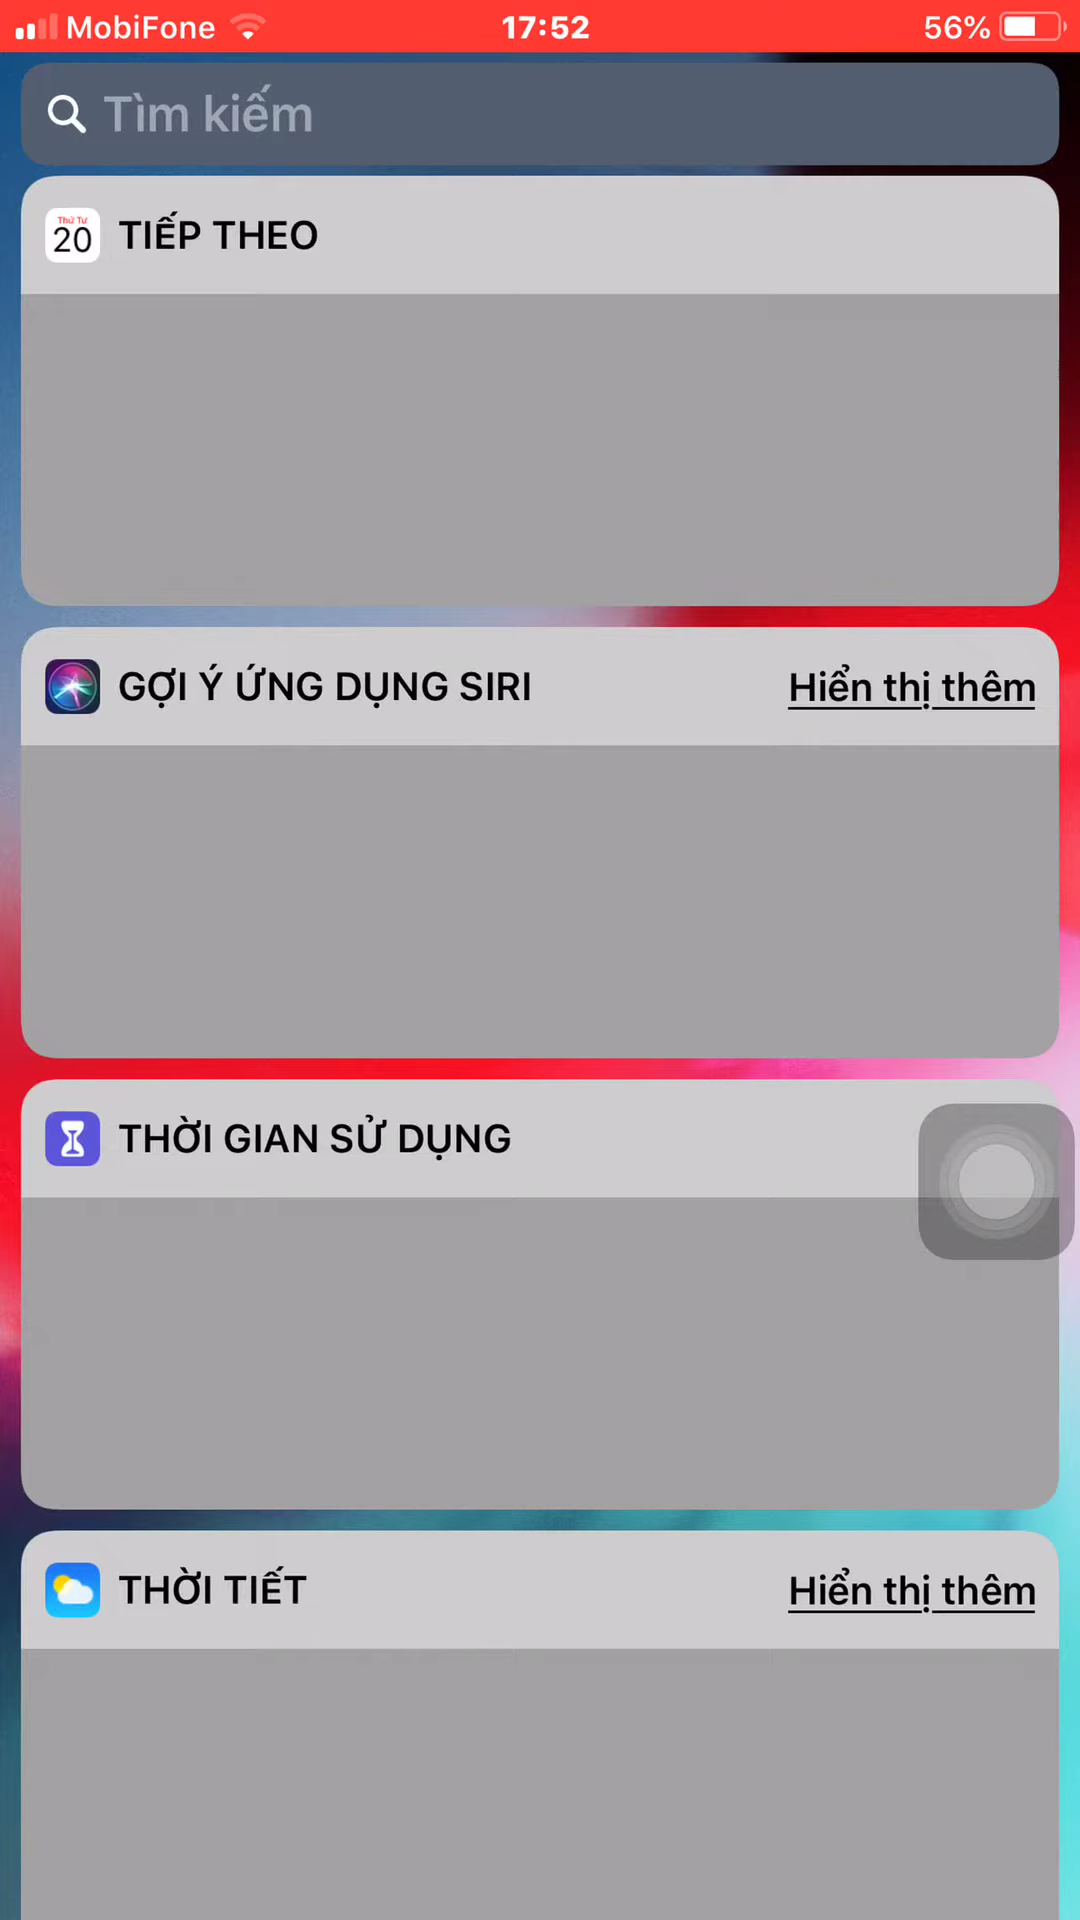 MobiFone 17:52 56%
Tìm kiếm
Thứ Tư
20 TIẾP THEO
GỢI Ý ỨNG DỤNG SIRI Hiển thị thêm
THỜI GIAN SỬ DỤNG
THỜI TIẾT Hiển thị thêm